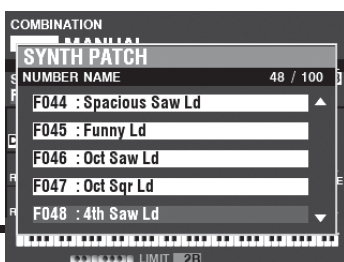 COMBINATION
SYNTH PATCH
NUMBER NAME 48 / 100
F044 : Spacious Saw Ld
F045 : Funny Ld
F046 : Oct Saw Ld
F047 : Oct Sqr Ld
F048 : 4th Saw Ld
LIMIT 2R